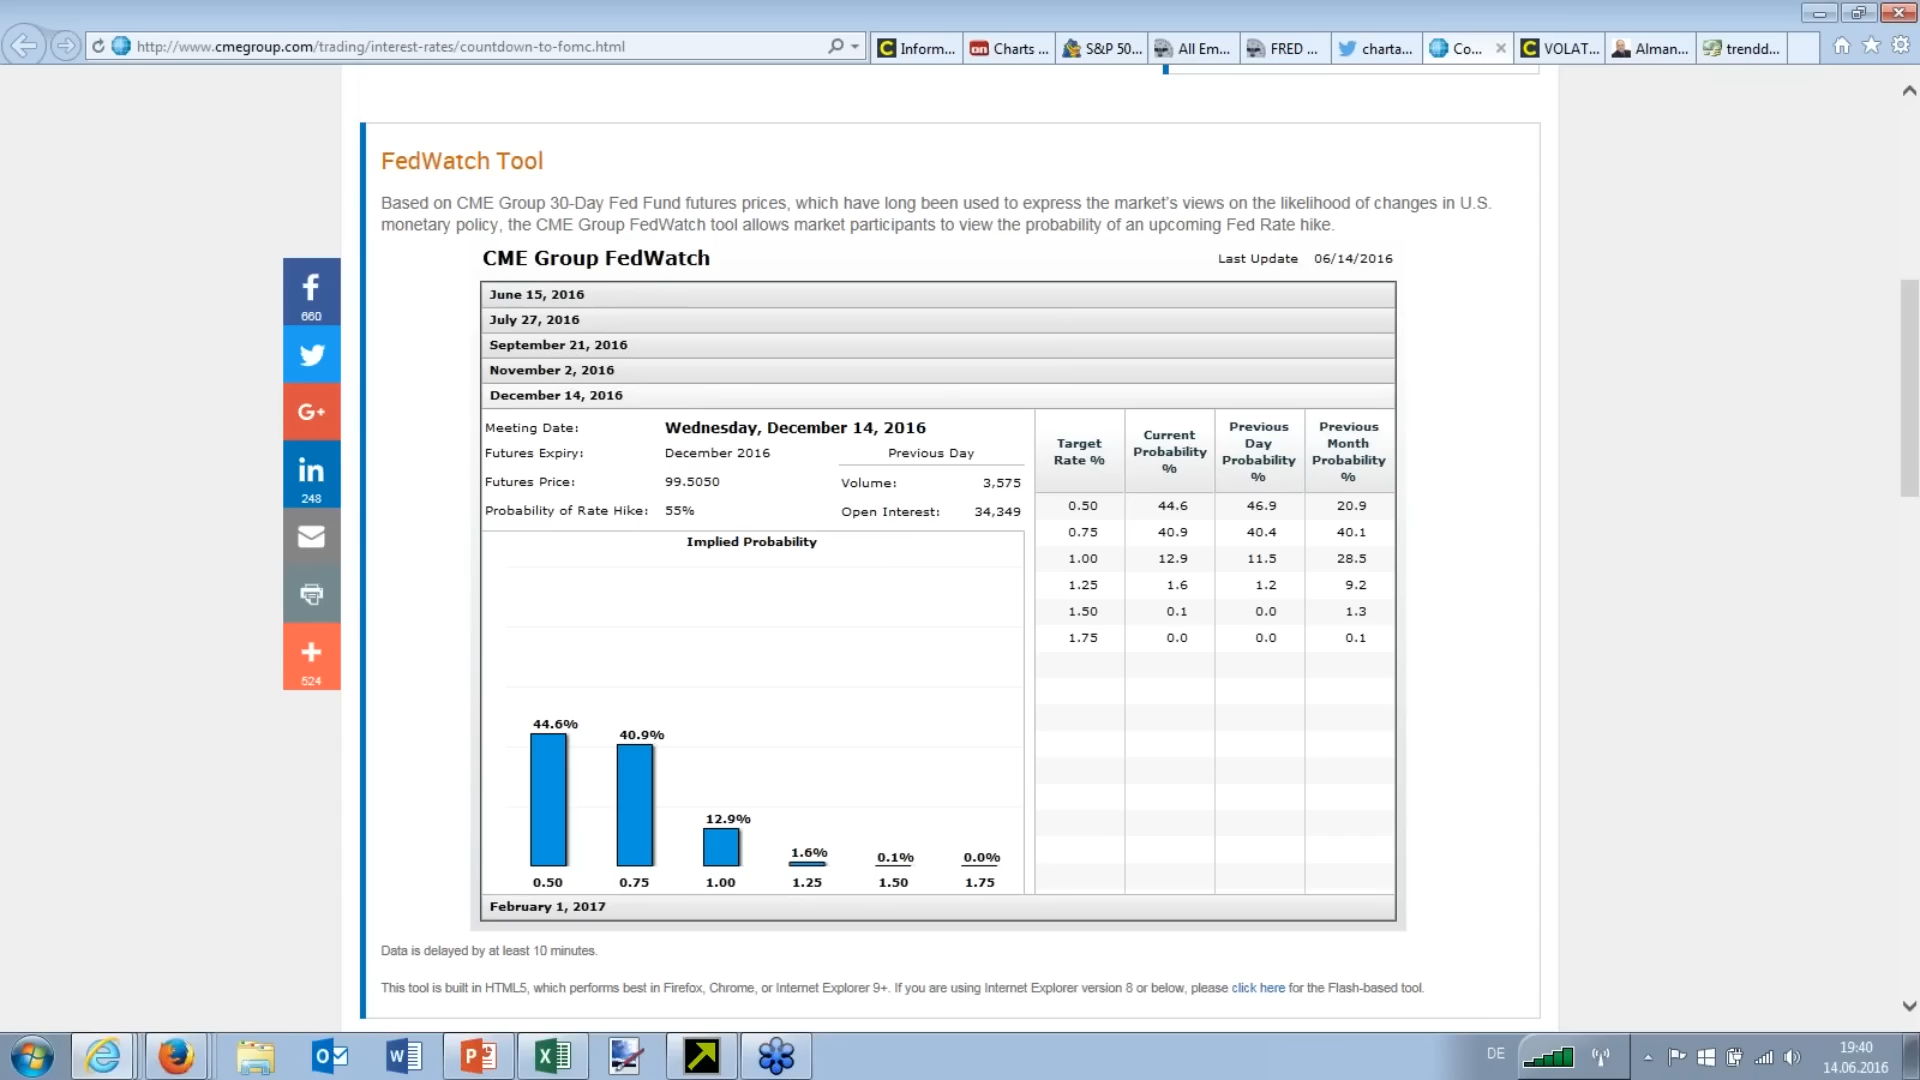 http://www.cmegroup.com/trading/interest-rates/countdown-to-fomc.html
Inform...
Charts ...
S&P 50...
All Em...
FRED ...
charta...
Co...
VOLAT...
Alman...
trendd...
FedWatch Tool
Based on CME Group 30-Day Fed Fund futures prices, which have long been used to express the market's views on the likelihood of changes in U.S.
monetary policy, the CME Group FedWatch tool allows market participants to view the probability of an upcoming Fed Rate hike.
CME Group FedWatch
Last Update 06/14/2016
June 15, 2016
July 27, 2016
September 21, 2016
November 2, 2016
December 14, 2016
Meeting Date: Wednesday, December 14, 2016
Futures Expiry: December 2016 Previous Day
Futures Price: 99.5050 Volume: 3,575
Probability of Rate Hike: 55% Open Interest: 34,349
Implied Probability
44.6%
40.9%
12.9%
1.6%
0.1%
0.0%
0.50 0.75 1.00 1.25 1.50 1.75
Target Rate % Current Probability % Previous Day Probability % Previous Month Probability %
0.50 44.6 46.9 20.9
0.75 40.9 40.4 40.1
1.00 12.9 11.5 28.5
1.25 1.6 1.2 9.2
1.50 0.1 0.0 1.3
1.75 0.0 0.0 0.1
February 1, 2017
Data is delayed by at least 10 minutes.
This tool is built in HTML5, which performs best in Firefox, Chrome, or Internet Explorer 9+. If you are using Internet Explorer version 8 or below, please click here for the Flash-based tool.
f
660
G+
in
248
+
524
DE
19:40
14.06.2016